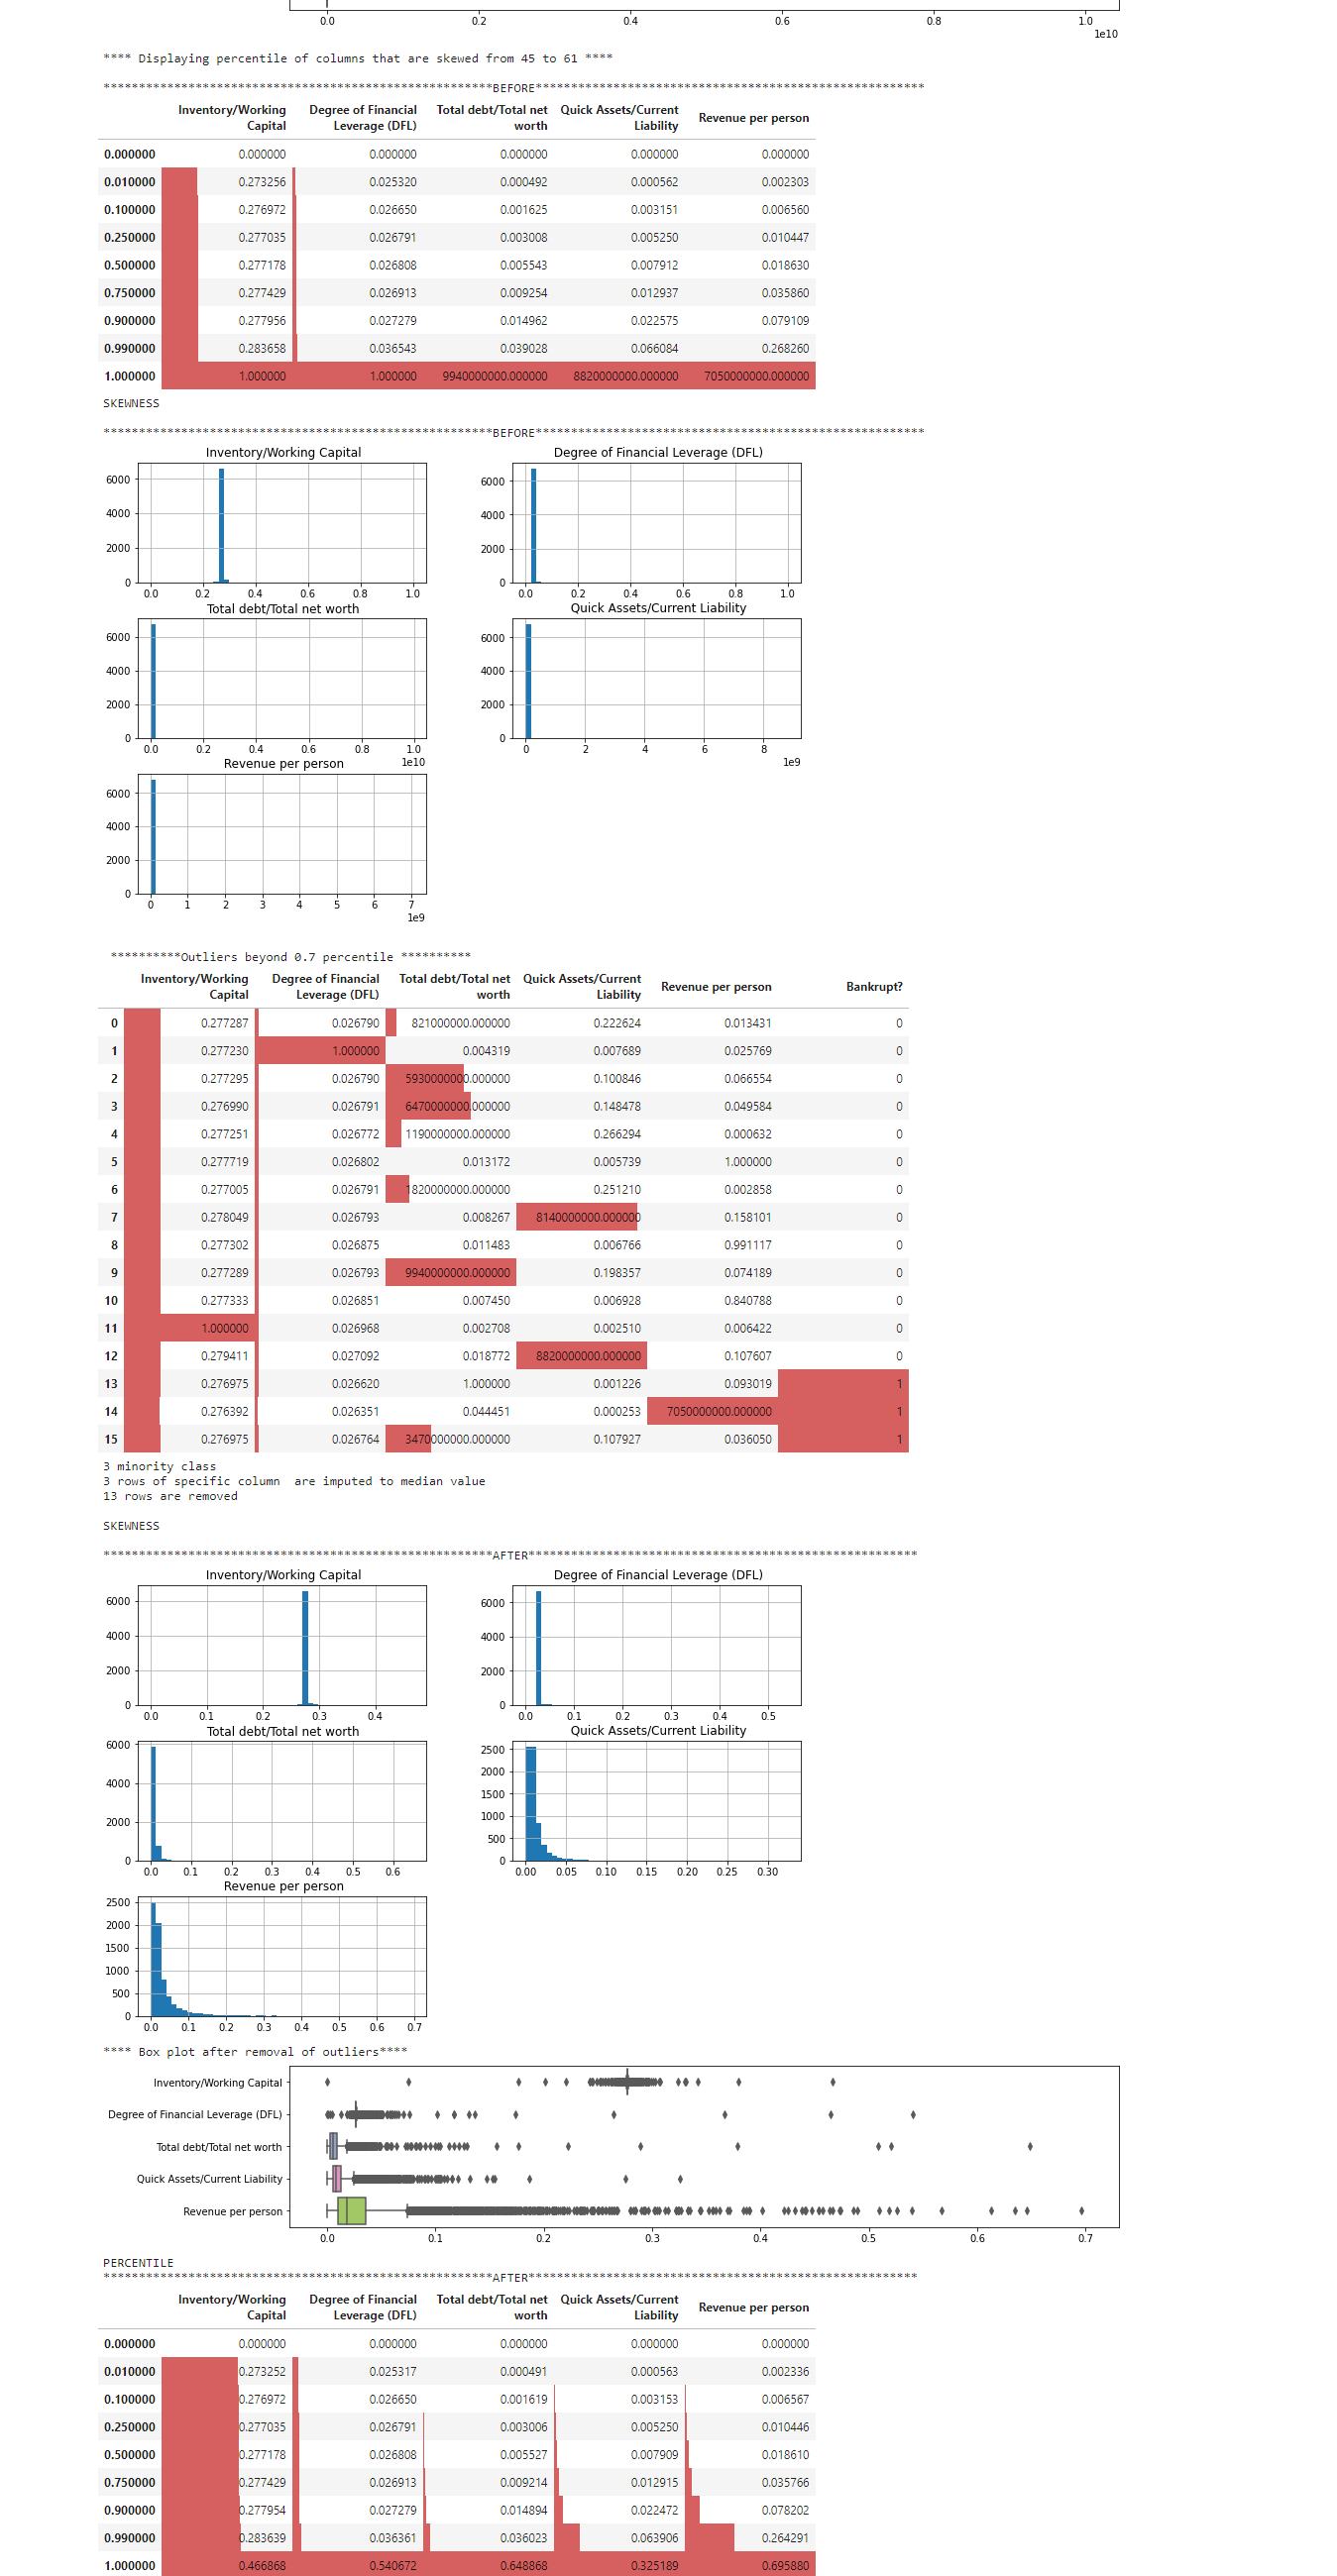 0.0 0.2 0.4 0.6 0.8 1.0
1e10
**** Displaying percentile of columns that are skewed from 45 to 61 ****
*******************************************************BEFORE*******************************************************
Inventory/Working Capital Degree of Financial Leverage (DFL) Total debt/Total net worth Quick Assets/Current Liability Revenue per person
0.000000 0.000000 0.000000 0.000000 0.000000 0.000000
0.010000 0.273256 0.025320 0.000492 0.000562 0.002303
0.100000 0.276972 0.026650 0.001625 0.003151 0.006560
0.250000 0.277035 0.026791 0.003008 0.005250 0.010447
0.500000 0.277178 0.026808 0.005543 0.007912 0.018630
0.750000 0.277429 0.026913 0.009254 0.012937 0.035860
0.900000 0.277956 0.027279 0.014962 0.022575 0.079109
0.990000 0.283658 0.036543 0.039028 0.066084 0.268260
1.000000 1.000000 1.000000 9940000000.000000 8820000000.000000 7050000000.000000
SKEWNESS
*******************************************************BEFORE*******************************************************
Inventory/Working Capital
6000
4000
2000
0
0.0 0.2 0.4 0.6 0.8 1.0
Degree of Financial Leverage (DFL)
6000
4000
2000
0
0.0 0.2 0.4 0.6 0.8 1.0
Total debt/Total net worth
6000
4000
2000
0
0.0 0.2 0.4 0.6 0.8 1.0
1e10
Quick Assets/Current Liability
6000
4000
2000
0
0 2 4 6 8
1e9
Revenue per person
6000
4000
2000
0
0 1 2 3 4 5 6 7
1e9
**********Outliers beyond 0.7 percentile **********
Inventory/Working Capital Degree of Financial Leverage (DFL) Total debt/Total net worth Quick Assets/Current Liability Revenue per person Bankrupt?
0 0.277287 0.026790 821000000.000000 0.222624 0.013431 0
1 0.277230 1.000000 0.004319 0.007689 0.025769 0
2 0.277295 0.026790 5930000000.000000 0.100846 0.066554 0
3 0.276990 0.026791 6470000000.000000 0.148478 0.049584 0
4 0.277251 0.026772 1190000000.000000 0.266294 0.000632 0
5 0.277719 0.026802 0.013172 0.005739 1.000000 0
6 0.277005 0.026791 1820000000.000000 0.251210 0.002858 0
7 0.278049 0.026793 0.008267 8140000000.000000 0.158101 0
8 0.277302 0.026875 0.011483 0.006766 0.991117 0
9 0.277289 0.026793 9940000000.000000 0.198357 0.074189 0
10 0.277333 0.026851 0.007450 0.006928 0.840788 0
11 1.000000 0.026968 0.002708 0.002510 0.006422 0
12 0.279411 0.027092 0.018772 8820000000.000000 0.107607 0
13 0.276975 0.026620 1.000000 0.001226 0.093019 1
14 0.276392 0.026351 0.044451 0.000253 7050000000.000000 1
15 0.276975 0.026764 3470000000.000000 0.107927 0.036050 1
3 minority class
3 rows of specific column  are imputed to median value
13 rows are removed
SKEWNESS
*******************************************************AFTER*******************************************************
Inventory/Working Capital
6000
4000
2000
0
0.0 0.1 0.2 0.3 0.4
Degree of Financial Leverage (DFL)
6000
4000
2000
0
0.0 0.1 0.2 0.3 0.4 0.5
Total debt/Total net worth
6000
4000
2000
0
0.0 0.1 0.2 0.3 0.4 0.5 0.6
Quick Assets/Current Liability
2500
2000
1500
1000
500
0
0.00 0.05 0.10 0.15 0.20 0.25 0.30
Revenue per person
2500
2000
1500
1000
500
0
0.0 0.1 0.2 0.3 0.4 0.5 0.6 0.7
**** Box plot after removal of outliers****
Inventory/Working Capital
Degree of Financial Leverage (DFL)
Total debt/Total net worth
Quick Assets/Current Liability
Revenue per person
0.0 0.1 0.2 0.3 0.4 0.5 0.6 0.7
PERCENTILE
*******************************************************AFTER*******************************************************
Inventory/Working Capital Degree of Financial Leverage (DFL) Total debt/Total net worth Quick Assets/Current Liability Revenue per person
0.000000 0.000000 0.000000 0.000000 0.000000 0.000000
0.010000 0.273252 0.025317 0.000491 0.000563 0.002336
0.100000 0.276972 0.026650 0.001619 0.003153 0.006567
0.250000 0.277035 0.026791 0.003006 0.005250 0.010446
0.500000 0.277178 0.026808 0.005527 0.007909 0.018610
0.750000 0.277429 0.026913 0.009214 0.012915 0.035766
0.900000 0.277954 0.027279 0.014894 0.022472 0.078202
0.990000 0.283639 0.036361 0.036023 0.063906 0.264291
1.000000 0.466868 0.540672 0.648868 0.325189 0.695880